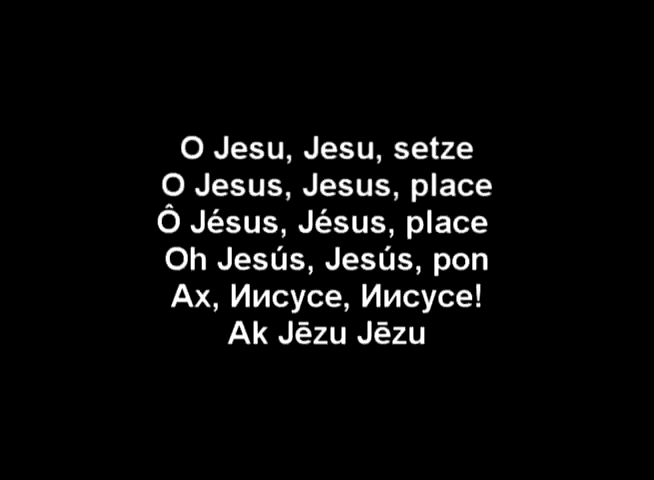 O Jesu, Jesu, setze
O Jesus, Jesus, place
Ô Jésus, Jésus, place
Oh Jesús, Jesús, pon
Ах, Иисусе, Иисусе!
Ak Jēzu Jēzu